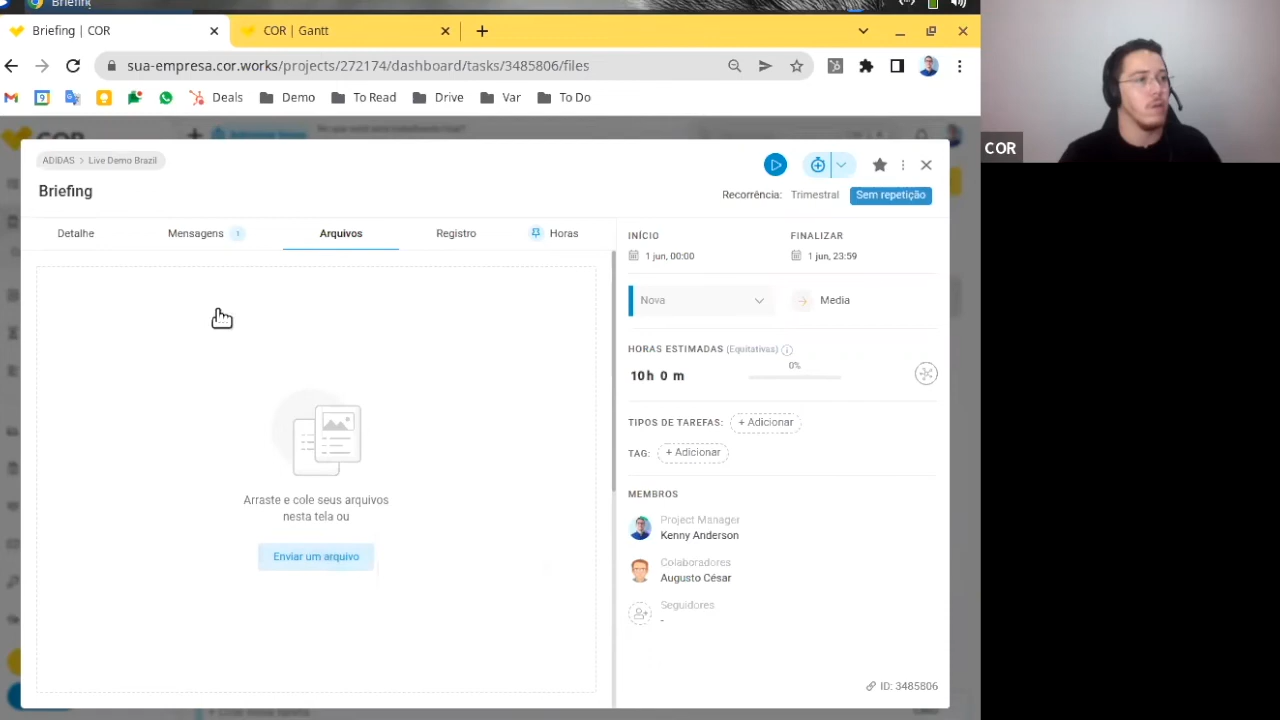 Briefing
Briefing | COR
COR | Gantt
sua-empresa.cor.works/projects/272174/dashboard/tasks/3485806/files
Deals
Demo
To Read
Drive
Var
To Do
COR
ADIDAS > Live Demo Brazil
Briefing
Recorrência: Trimestral Sem repetição
Detalhe
Mensagens 1
Arquivos
Registro
Horas
INÍCIO
1 jun, 00:00
FINALIZAR
1 jun, 23:59
Nova
Media
HORAS ESTIMADAS (Equitativas)
10h 0 m
0%
TIPOS DE TAREFAS: + Adicionar
TAG: + Adicionar
MEMBROS
Project Manager
Kenny Anderson
Colaboradores
Augusto César
Seguidores
-
Arraste e cole seus arquivos
nesta tela ou
Enviar um arquivo
ID: 3485806
COR